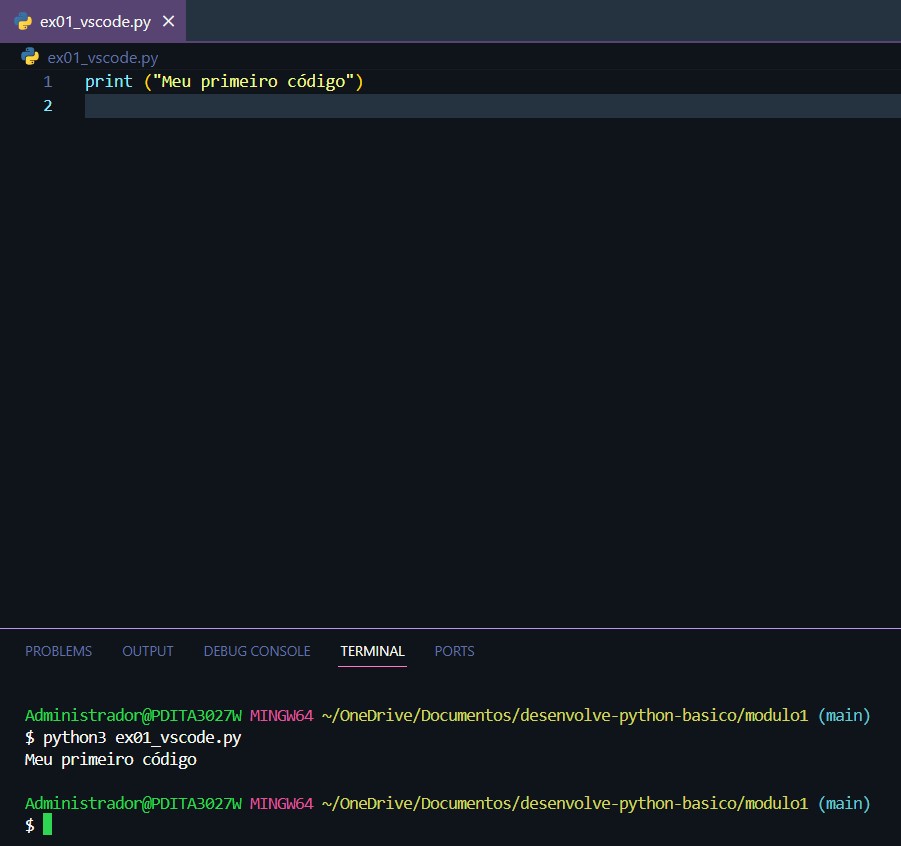 ex01_vscode.py ✕
ex01_vscode.py
1 print ("Meu primeiro código")
2
PROBLEMS OUTPUT DEBUG CONSOLE TERMINAL PORTS
Administrador@PDITA3027W MINGW64 ~/OneDrive/Documentos/desenvolve-python-basico/modulo1 (main)
$ python3 ex01_vscode.py
Meu primeiro código
Administrador@PDITA3027W MINGW64 ~/OneDrive/Documentos/desenvolve-python-basico/modulo1 (main)
$